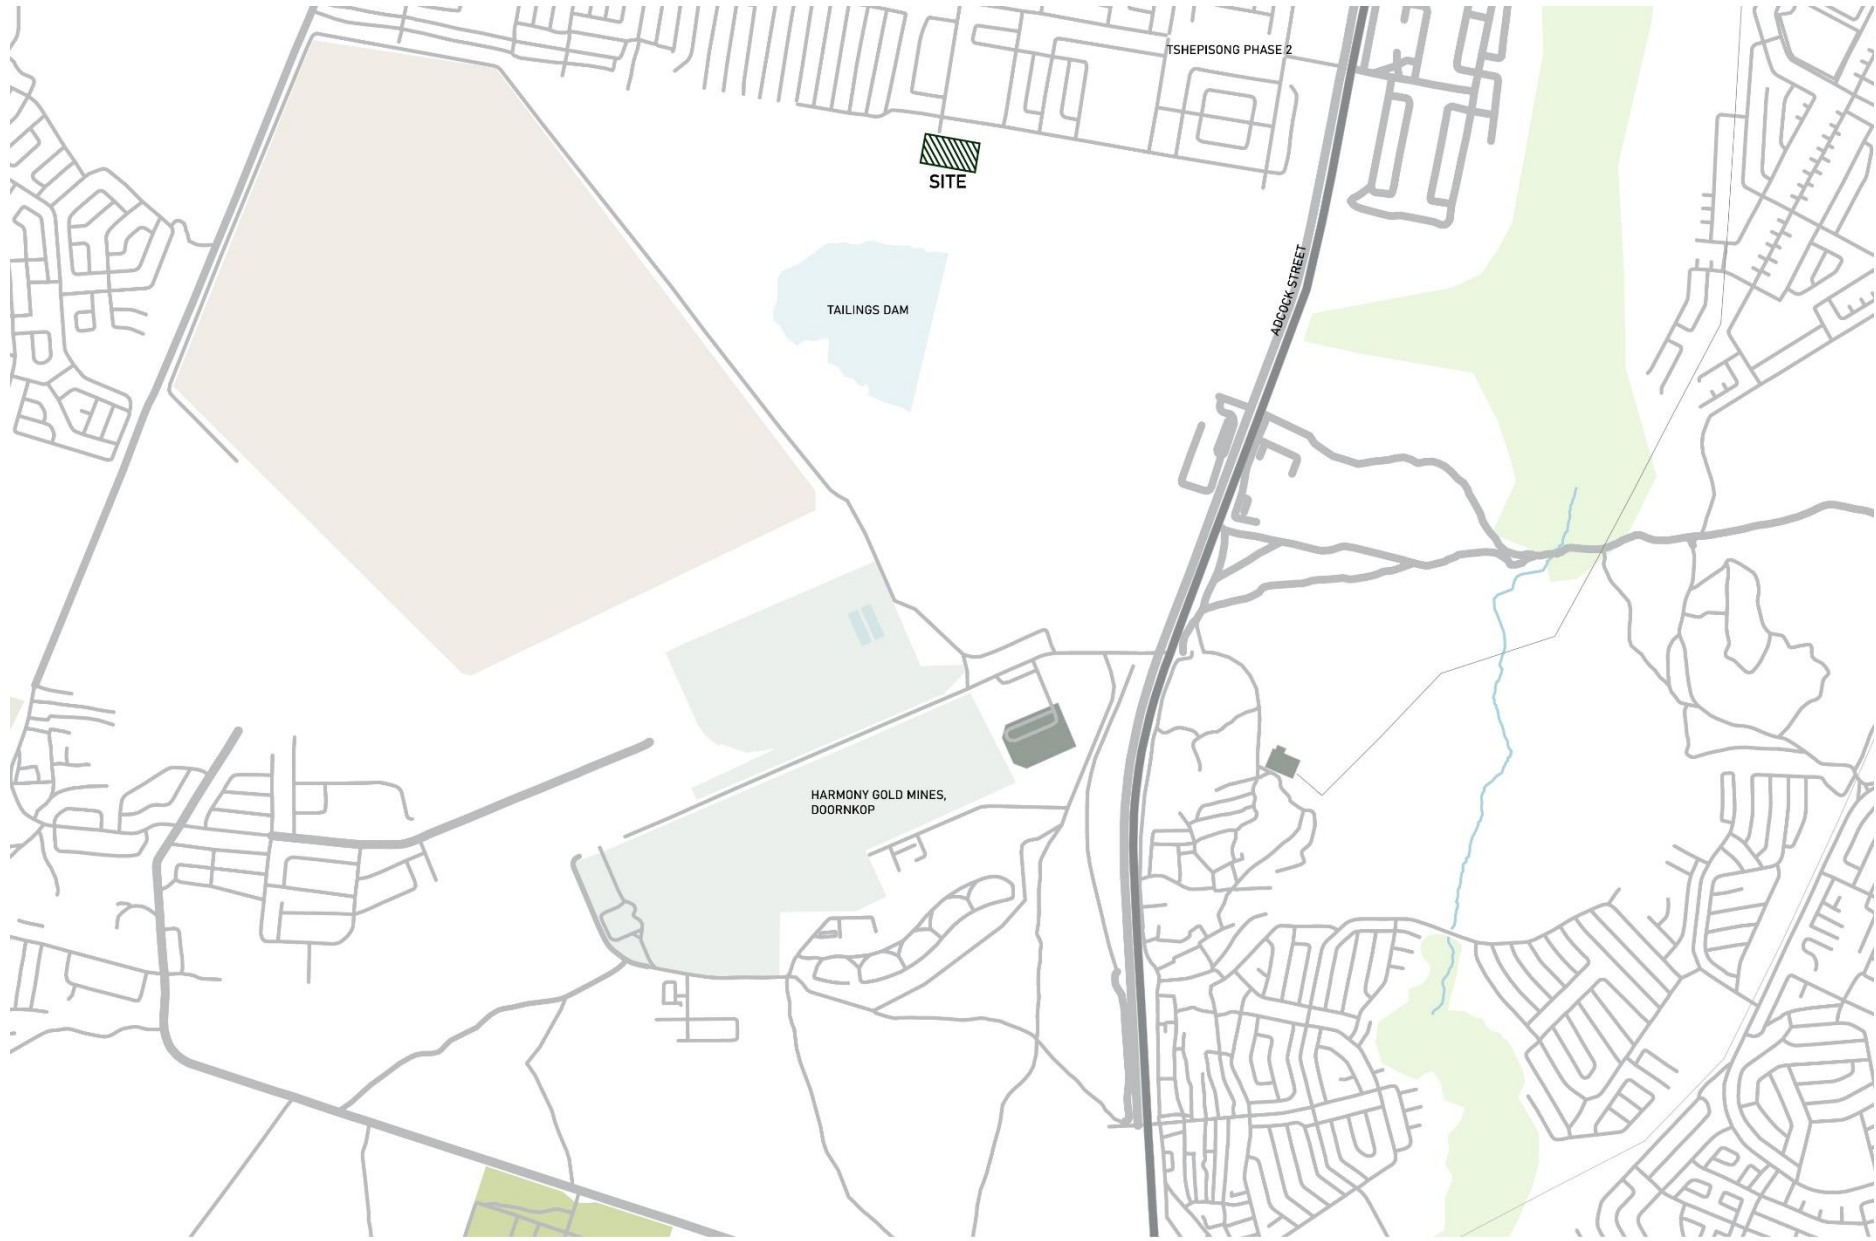 TSHEPISONG PHASE 2
SITE
ADCOCK STREET
TAILINGS DAM
HARMONY GOLD MINES,
DOORNKOP